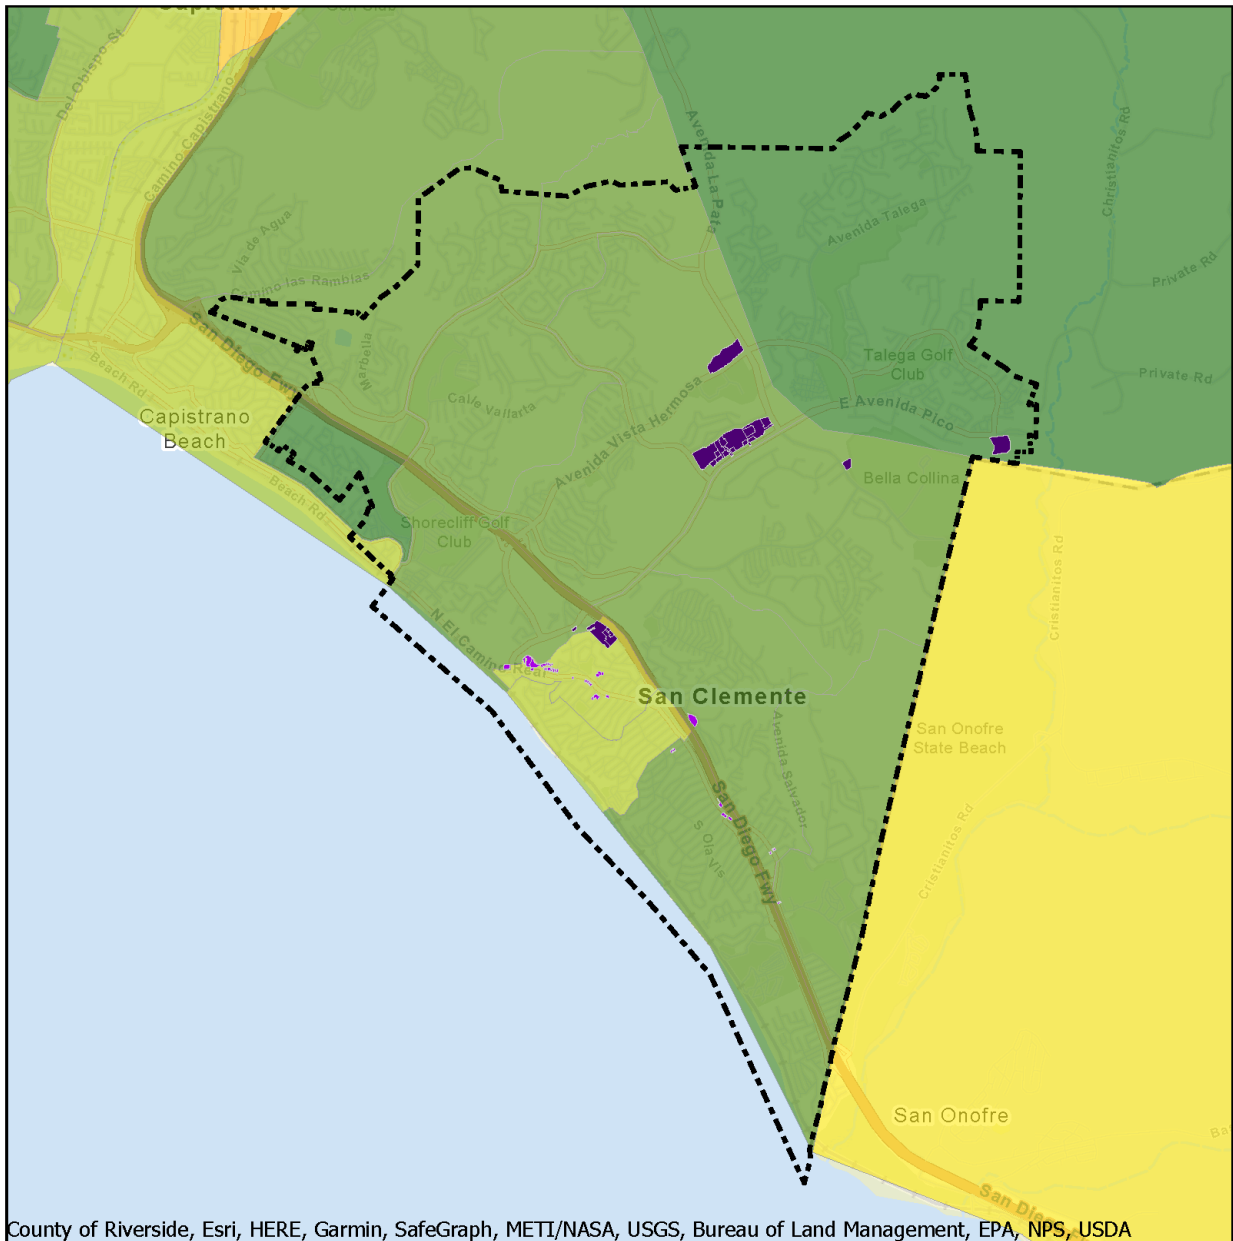 Capistrano
Golf Club
Del Obispo St
Camino Capistrano
Avenida La Pata
Christianitos Rd
Avenida Talega
Via de Agua
Camino las Ramblas
Private Rd
San Diego Fwy
Marbella
Talega Golf
Club
Private Rd
Beach Rd
Calle Vallarta
Avenida Vista Hermosa
E Avenida Pico
Capistrano
Beach
Bella Collina
Beach Rd
Shorecliff Golf
Club
Cristianitos Rd
N El Camino Real
San Clemente
Avenida Salvador
San Onofre
State Beach
San Diego Fwy
S Ola Vis
Cristianitos Rd
San Onofre
San Diego F
County of Riverside, Esri, HERE, Garmin, SafeGraph, METI/NASA, USGS, Bureau of Land Management, EPA, NPS, USDA